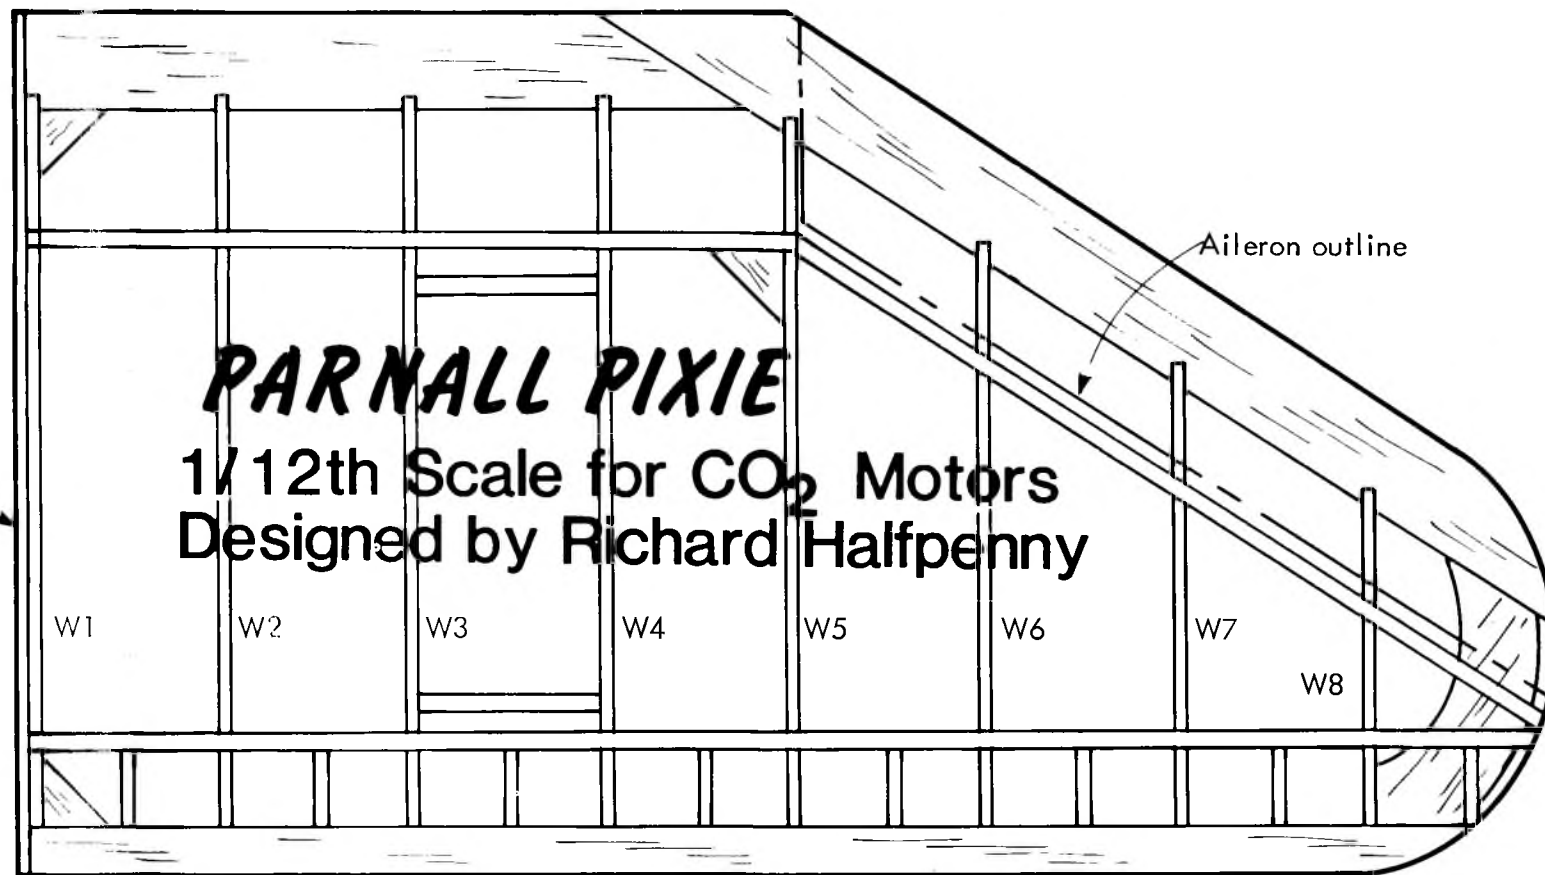 Aileron outline
PARNALL PIXIE
1/12th Scale for CO₂ Motors
Designed by Richard Halfpenny
W1 W2 W3 W4 W5 W6 W7
W8